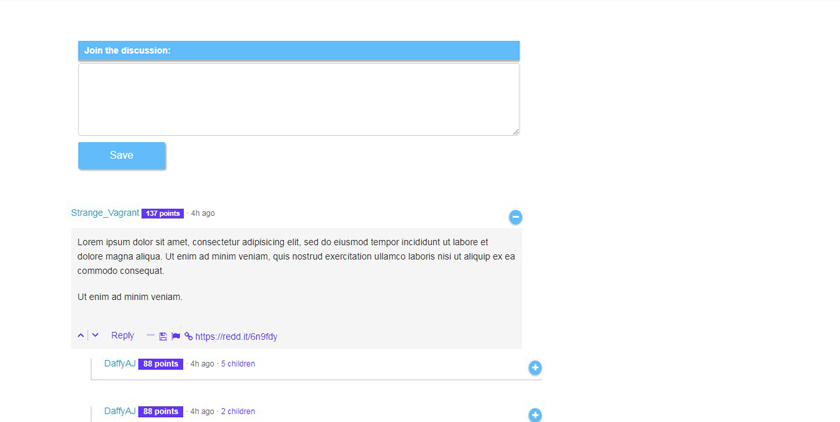 Join the discussion:
Save
Strange_Vagrant 137 points · 4h ago
Lorem ipsum dolor sit amet, consectetur adipisicing elit, sed do eiusmod tempor incididunt ut labore et
dolore magna aliqua. Ut enim ad minim veniam, quis nostrud exercitation ullamco laboris nisi ut aliquip ex ea
commodo consequat.
Ut enim ad minim veniam.
Reply https://redd.it/6n9fdy
DaffyAJ 88 points · 4h ago · 5 children
DaffyAJ 88 points · 4h ago · 2 children